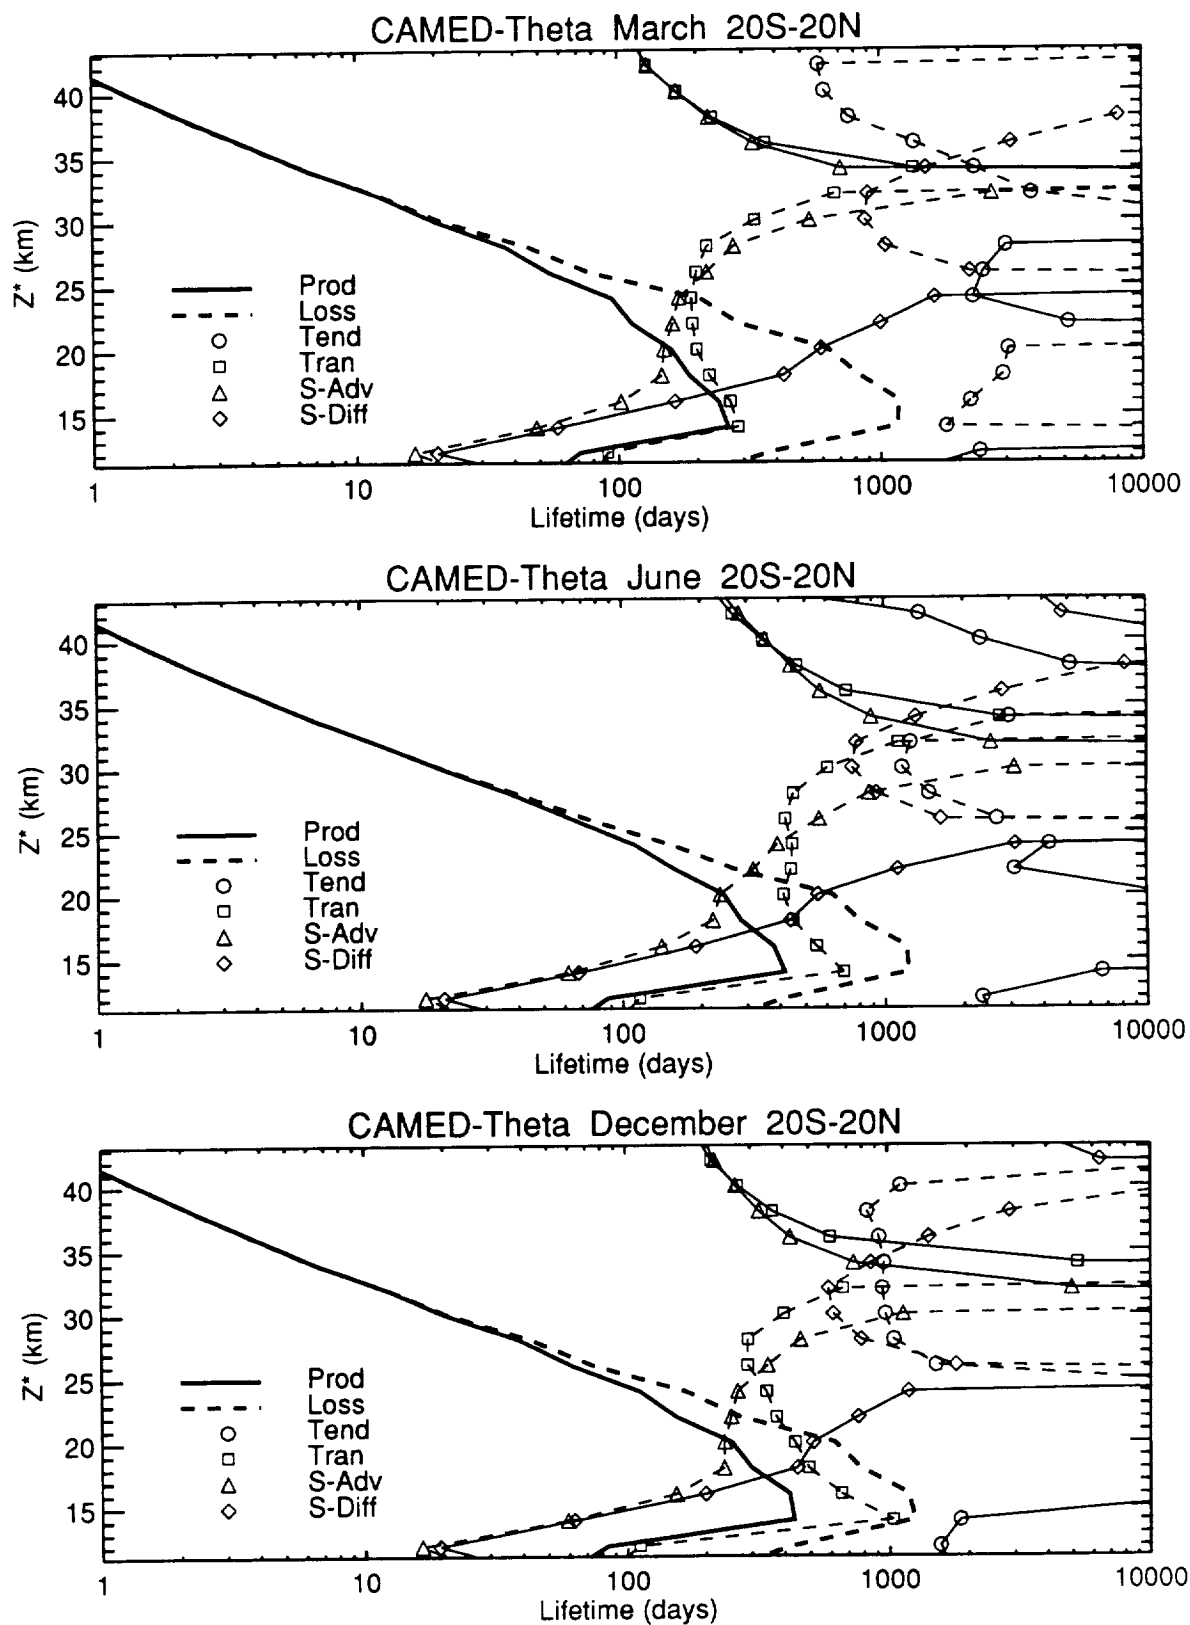 CAMED-Theta March 20S-20N
40
35
30
25
20
15
Z* (km)
Prod
Loss
Tend
Tran
S-Adv
S-Diff
1 10 100 1000 10000
Lifetime (days)
CAMED-Theta June 20S-20N
40
35
30
25
20
15
Z* (km)
Prod
Loss
Tend
Tran
S-Adv
S-Diff
1 10 100 1000 10000
Lifetime (days)
CAMED-Theta December 20S-20N
40
35
30
25
20
15
Z* (km)
Prod
Loss
Tend
Tran
S-Adv
S-Diff
1 10 100 1000 10000
Lifetime (days)